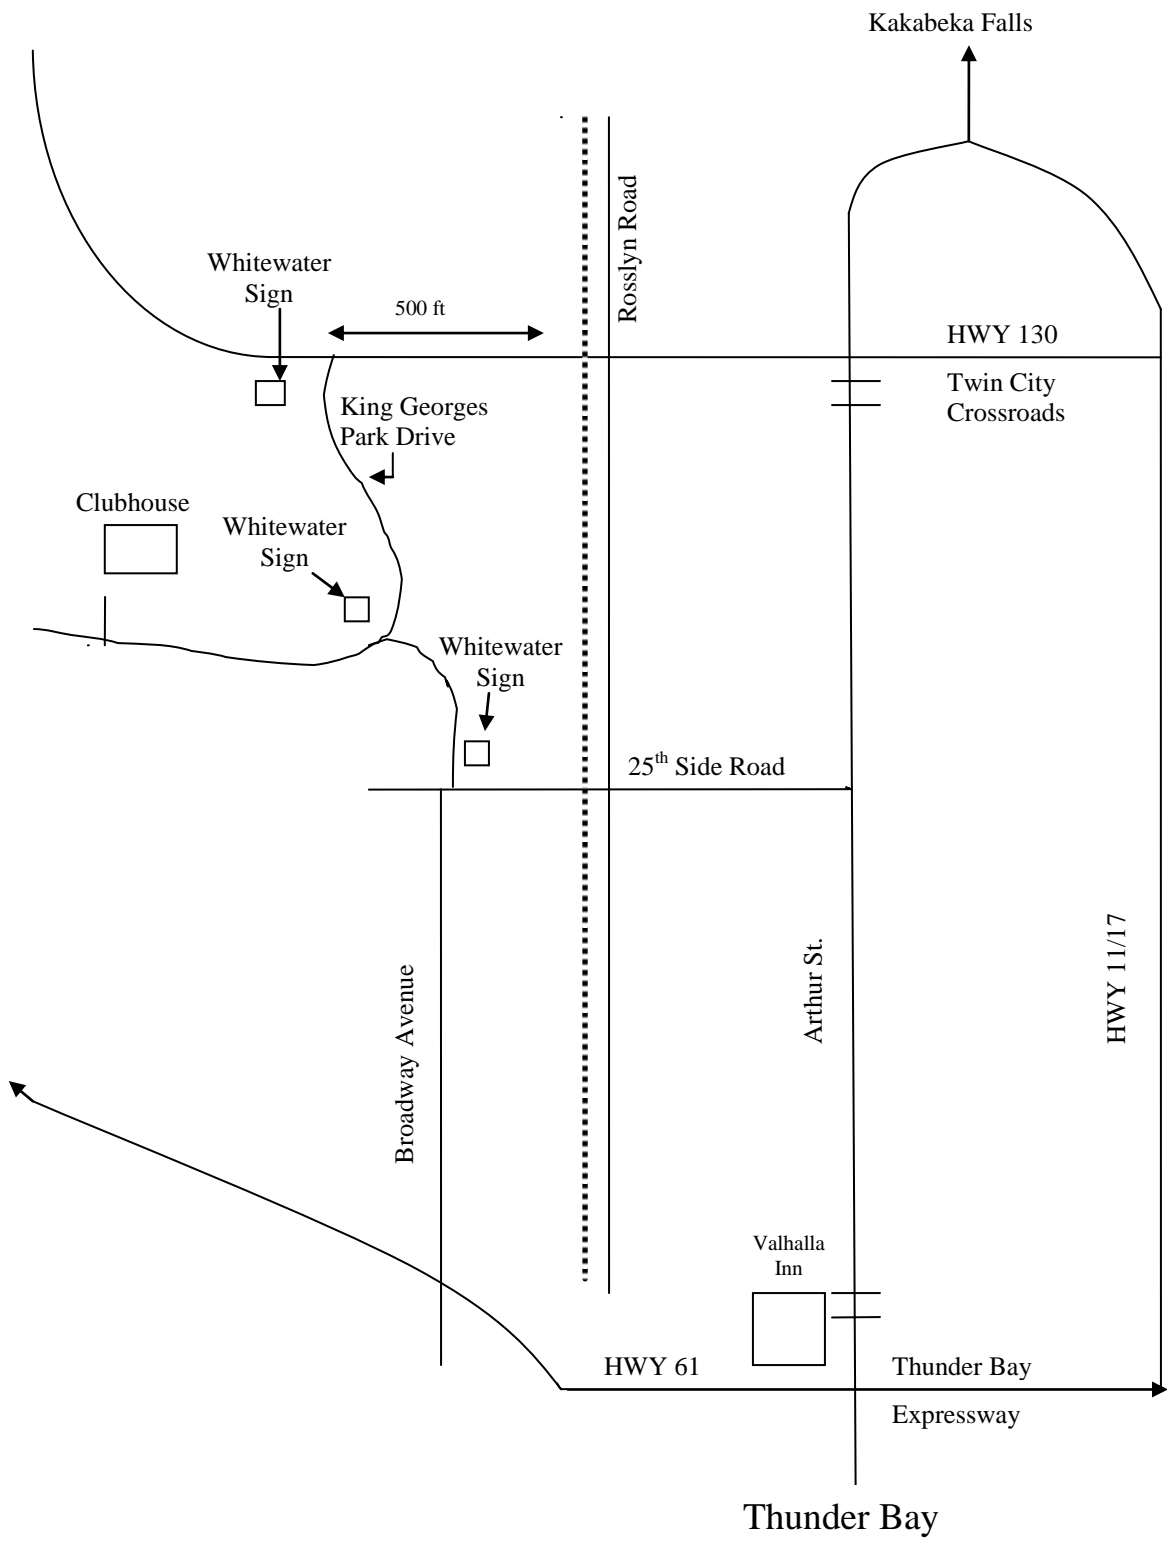 Kakabeka Falls
Rosslyn Road
Whitewater
Sign
500 ft
HWY 130
Twin City
Crossroads
King Georges
Park Drive
Clubhouse
Whitewater
Sign
Whitewater
Sign
25th Side Road
Broadway Avenue
Arthur St.
HWY 11/17
Valhalla
Inn
HWY 61
Thunder Bay
Expressway
Thunder Bay